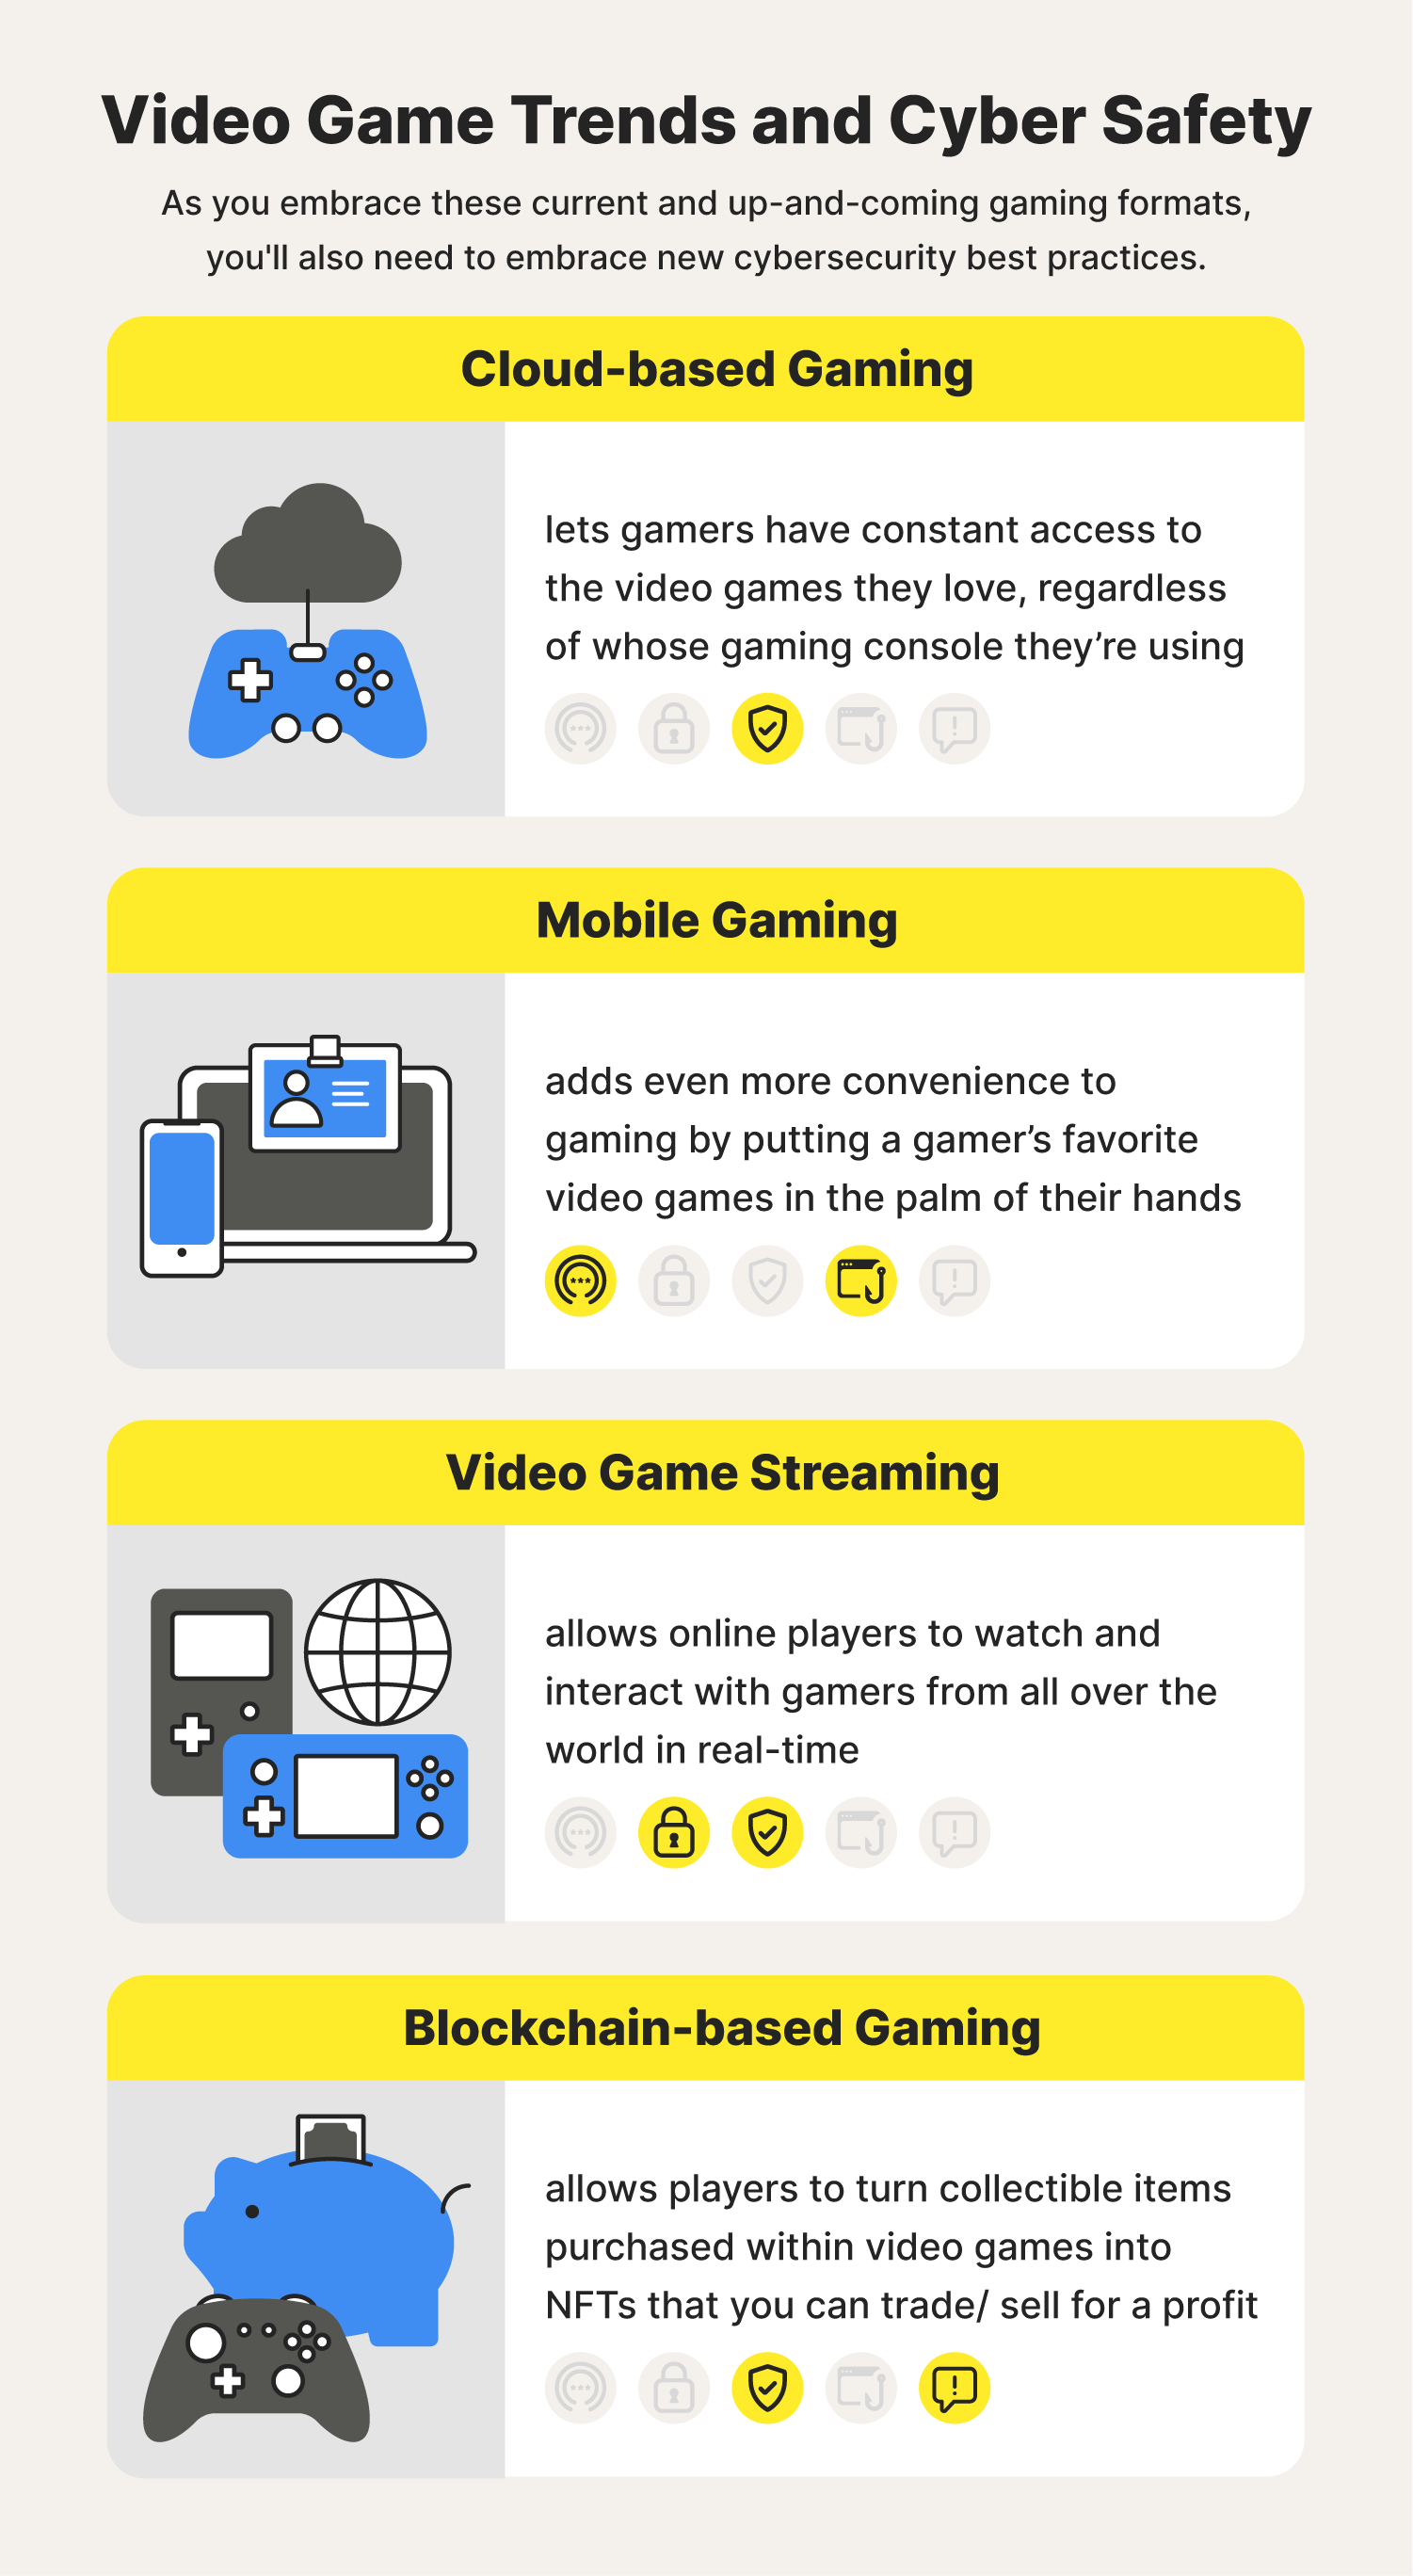 Video Game Trends and Cyber Safety
As you embrace these current and up-and-coming gaming formats,
you'll also need to embrace new cybersecurity best practices.
Cloud-based Gaming
lets gamers have constant access to
the video games they love, regardless
of whose gaming console they’re using
Mobile Gaming
adds even more convenience to
gaming by putting a gamer’s favorite
video games in the palm of their hands
Video Game Streaming
allows online players to watch and
interact with gamers from all over the
world in real-time
Blockchain-based Gaming
allows players to turn collectible items
purchased within video games into
NFTs that you can trade/ sell for a profit